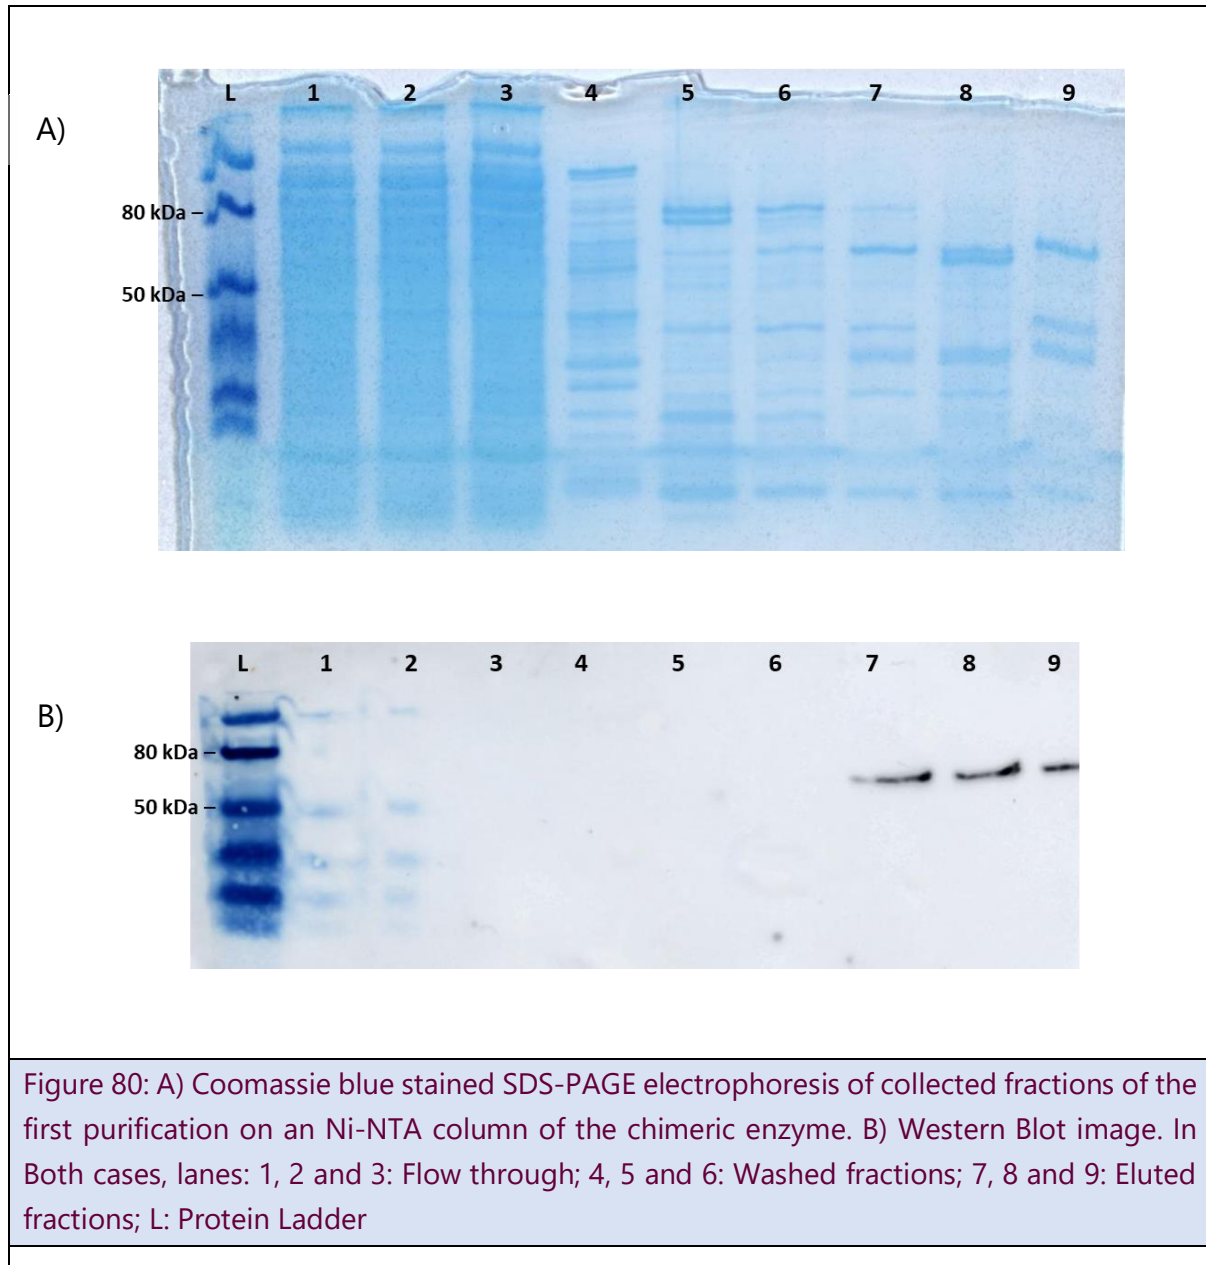 A)
L 1 2 3 4 5 6 7 8 9
80 kDa –
50 kDa –
B)
L 1 2 3 4 5 6 7 8 9
80 kDa –
50 kDa –
Figure 80: A) Coomassie blue stained SDS-PAGE electrophoresis of collected fractions of the
first purification on an Ni-NTA column of the chimeric enzyme. B) Western Blot image. In
Both cases, lanes: 1, 2 and 3: Flow through; 4, 5 and 6: Washed fractions; 7, 8 and 9: Eluted
fractions; L: Protein Ladder